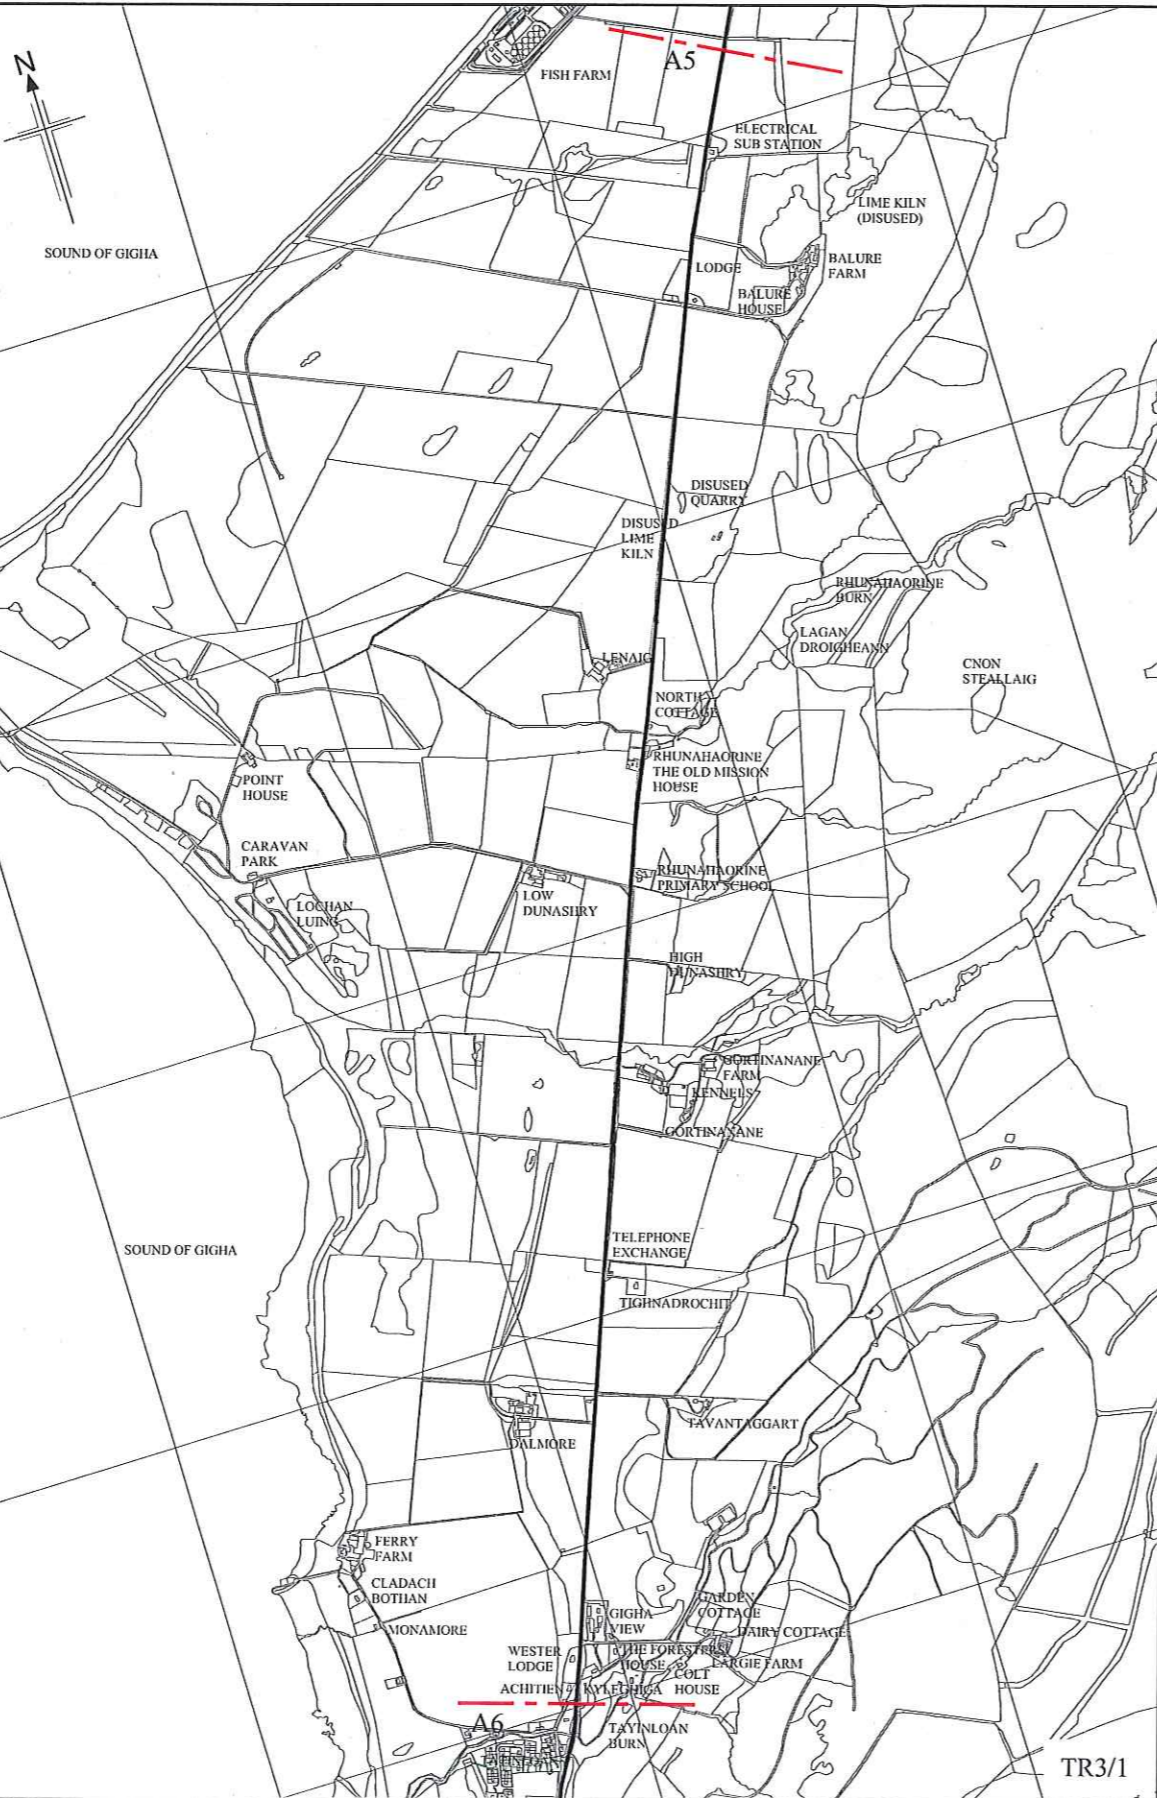 N
FISH FARM
A5
ELECTRICAL
SUB STATION
LIME KILN
(DISUSED)
SOUND OF GIGHA
BALURE
FARM
LODGE
BALURE
HOUSE
DISUSED
QUARRY
DISUSED
LIME
KILN
RHUNAHAORINE
BURN
LAGAN
DROIGHEANN
LENAIG
CNON
STEALLAIG
NORTH
COTTAGE
RHUNAHAORINE
THE OLD MISSION
HOUSE
POINT
HOUSE
CARAVAN
PARK
RHUNAHAORINE
PRIMARY SCHOOL
LOW
DUNASHRY
LOCHAN
LUING
HIGH
DUNASHRY
GORTINANANE
FARM
KENNELS
GORTINANANE
TELEPHONE
EXCHANGE
SOUND OF GIGHA
TIGHNADROCHIT
TAVANTAGGART
DALMORE
FERRY
FARM
CLADACH
BOTHAN
MONAMORE
GARDEN
COTTAGE
GIGHA
VIEW
DAIRY COTTAGE
WESTER
LODGE
THE FORESTERS
HOUSE
LARGIE FARM
COLT
HOUSE
ACHITIEN
KYLEGHIGA
A6
TAYINLOAN
BURN
TAYINLOAN
TR3/1